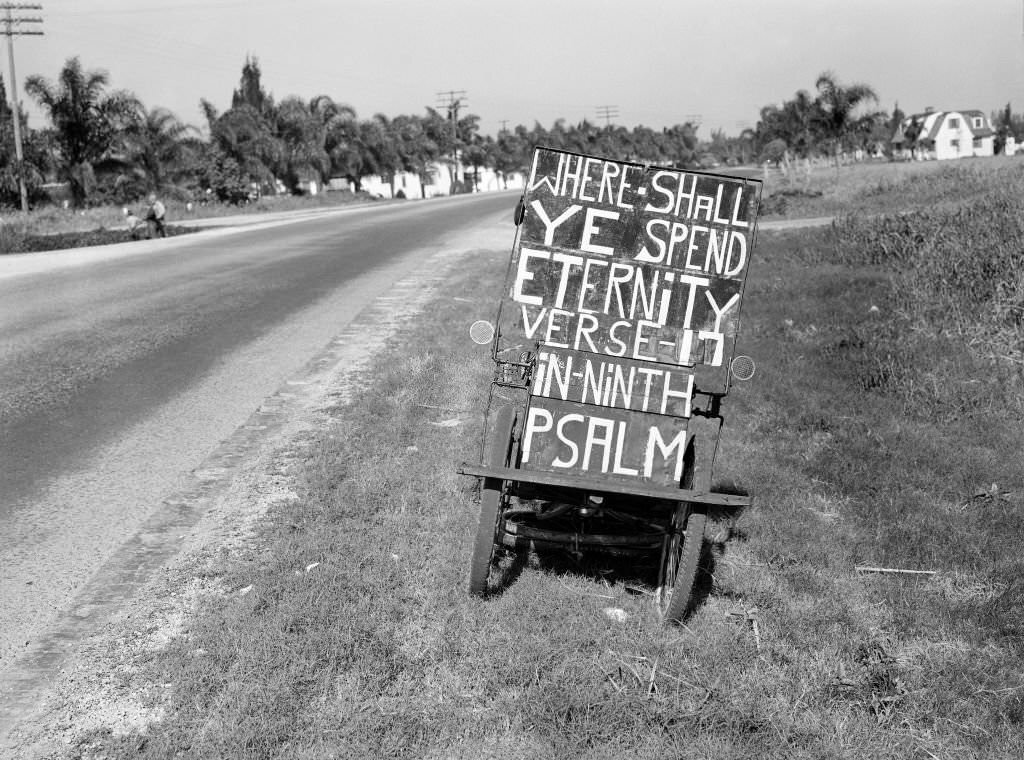 WHERE-SHALL
YE SPEND
ETERNiTY
VERSE-17
iN-NiNTH
PSALM